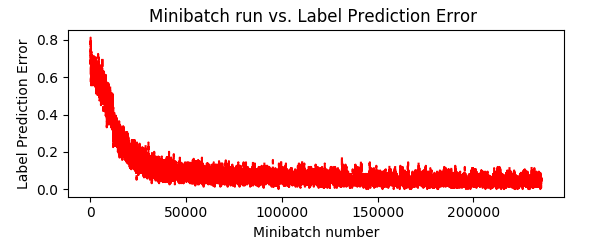 Minibatch run vs. Label Prediction Error
Label Prediction Error
0.8
0.6
0.4
0.2
0.0
0 50000 100000 150000 200000
Minibatch number